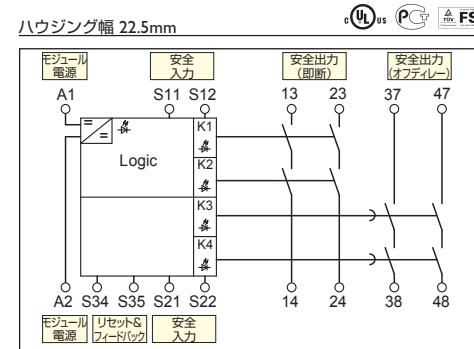 ハウジング幅 22.5mm
c UL us PC TÜV FS
モジュール
電源
安全
入力
安全出力
(即断)
安全出力
(オフディレー)
A1 S11 S12 13 23 37 47
K1
Logic
K2
K3
K4
A2 S34 S35 S21 S22 14 24 38 48
モジュール
電源
リセット&
フィードバック
安全
入力